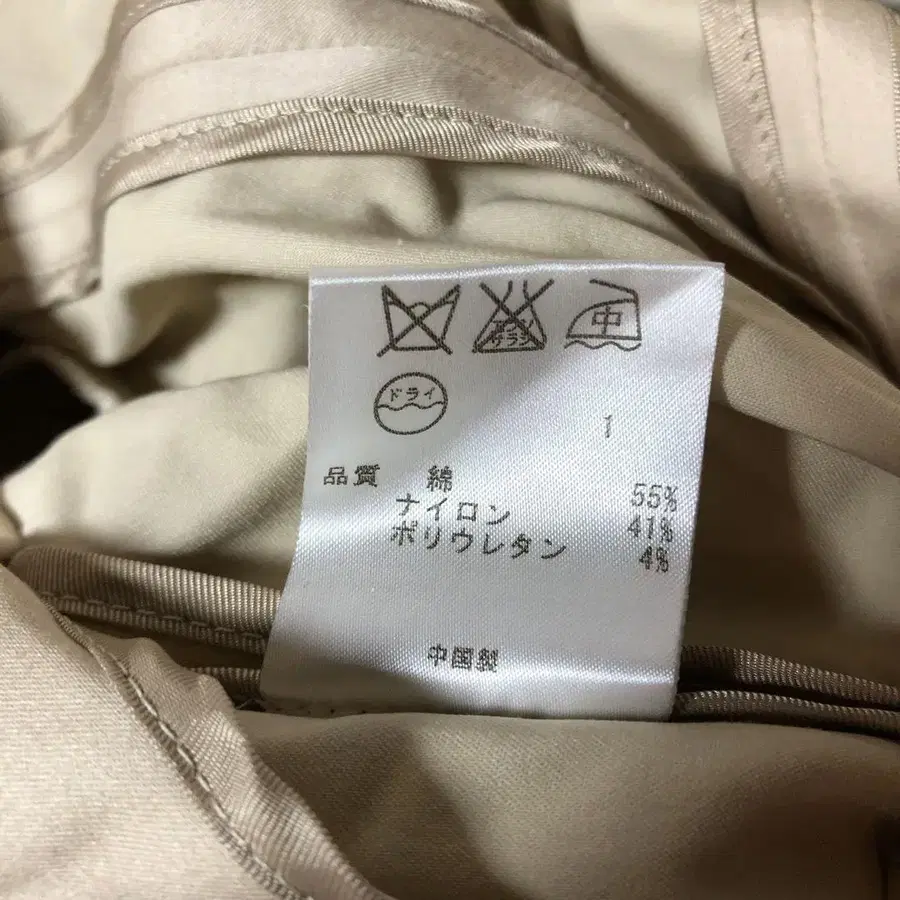 エンソ
サラシ
中
ドライ
1
品質 綿 55%
ナイロン 41%
ポリウレタン 4%
中国製